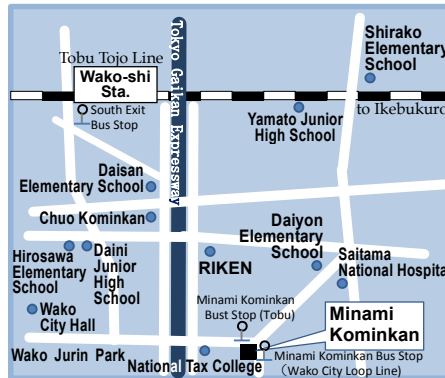 Shirako
Elementary
School
Tobu Tojo Line
Wako-shi
Sta.
South Exit
Bus Stop
to Ikebukuro
Yamato Junior
High School
Tokyo Gaikan Expressway
Daisan
Elementary School
Chuo Kominkan
Hirosawa
Elementary
School
Daini
Junior
High
School
RIKEN
Daiyon
Elementary
School
Saitama
National Hospital
Wako
City Hall
Minami Kominkan
Bust Stop (Tobu)
Minami
Kominkan
Wako Jurin Park
National Tax College
Minami Kominkan Bus Stop
(Wako City Loop Line)